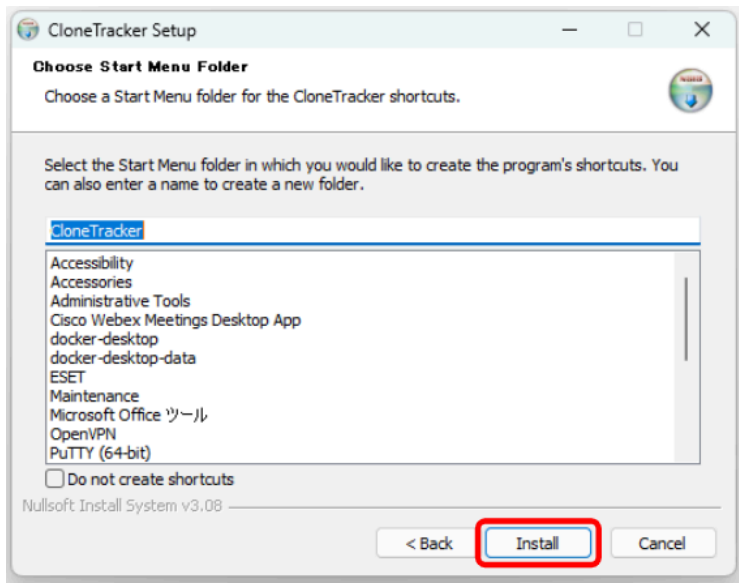 CloneTracker Setup
Choose Start Menu Folder
Choose a Start Menu folder for the CloneTracker shortcuts.
Select the Start Menu folder in which you would like to create the program's shortcuts. You
can also enter a name to create a new folder.
CloneTracker
Accessibility
Accessories
Administrative Tools
Cisco Webex Meetings Desktop App
docker-desktop
docker-desktop-data
ESET
Maintenance
Microsoft Office ツール
OpenVPN
PuTTY (64-bit)
Do not create shortcuts
Nullsoft Install System v3.08
< Back Install Cancel